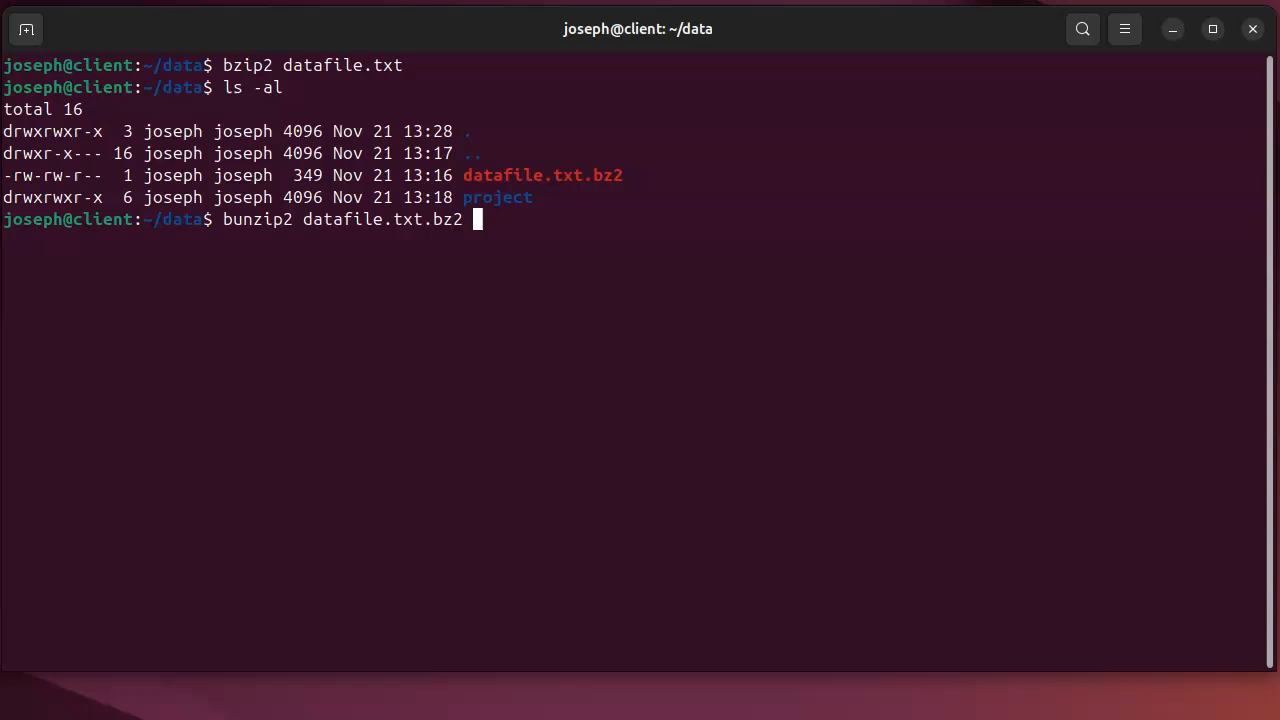 joseph@client: ~/data
joseph@client:~/data$ bzip2 datafile.txt
joseph@client:~/data$ ls -al
total 16
drwxrwxr-x  3 joseph joseph 4096 Nov 21 13:28 .
drwxr-x--- 16 joseph joseph 4096 Nov 21 13:17 ..
-rw-rw-r--  1 joseph joseph  349 Nov 21 13:16 datafile.txt.bz2
drwxrwxr-x  6 joseph joseph 4096 Nov 21 13:18 project
joseph@client:~/data$ bunzip2 datafile.txt.bz2